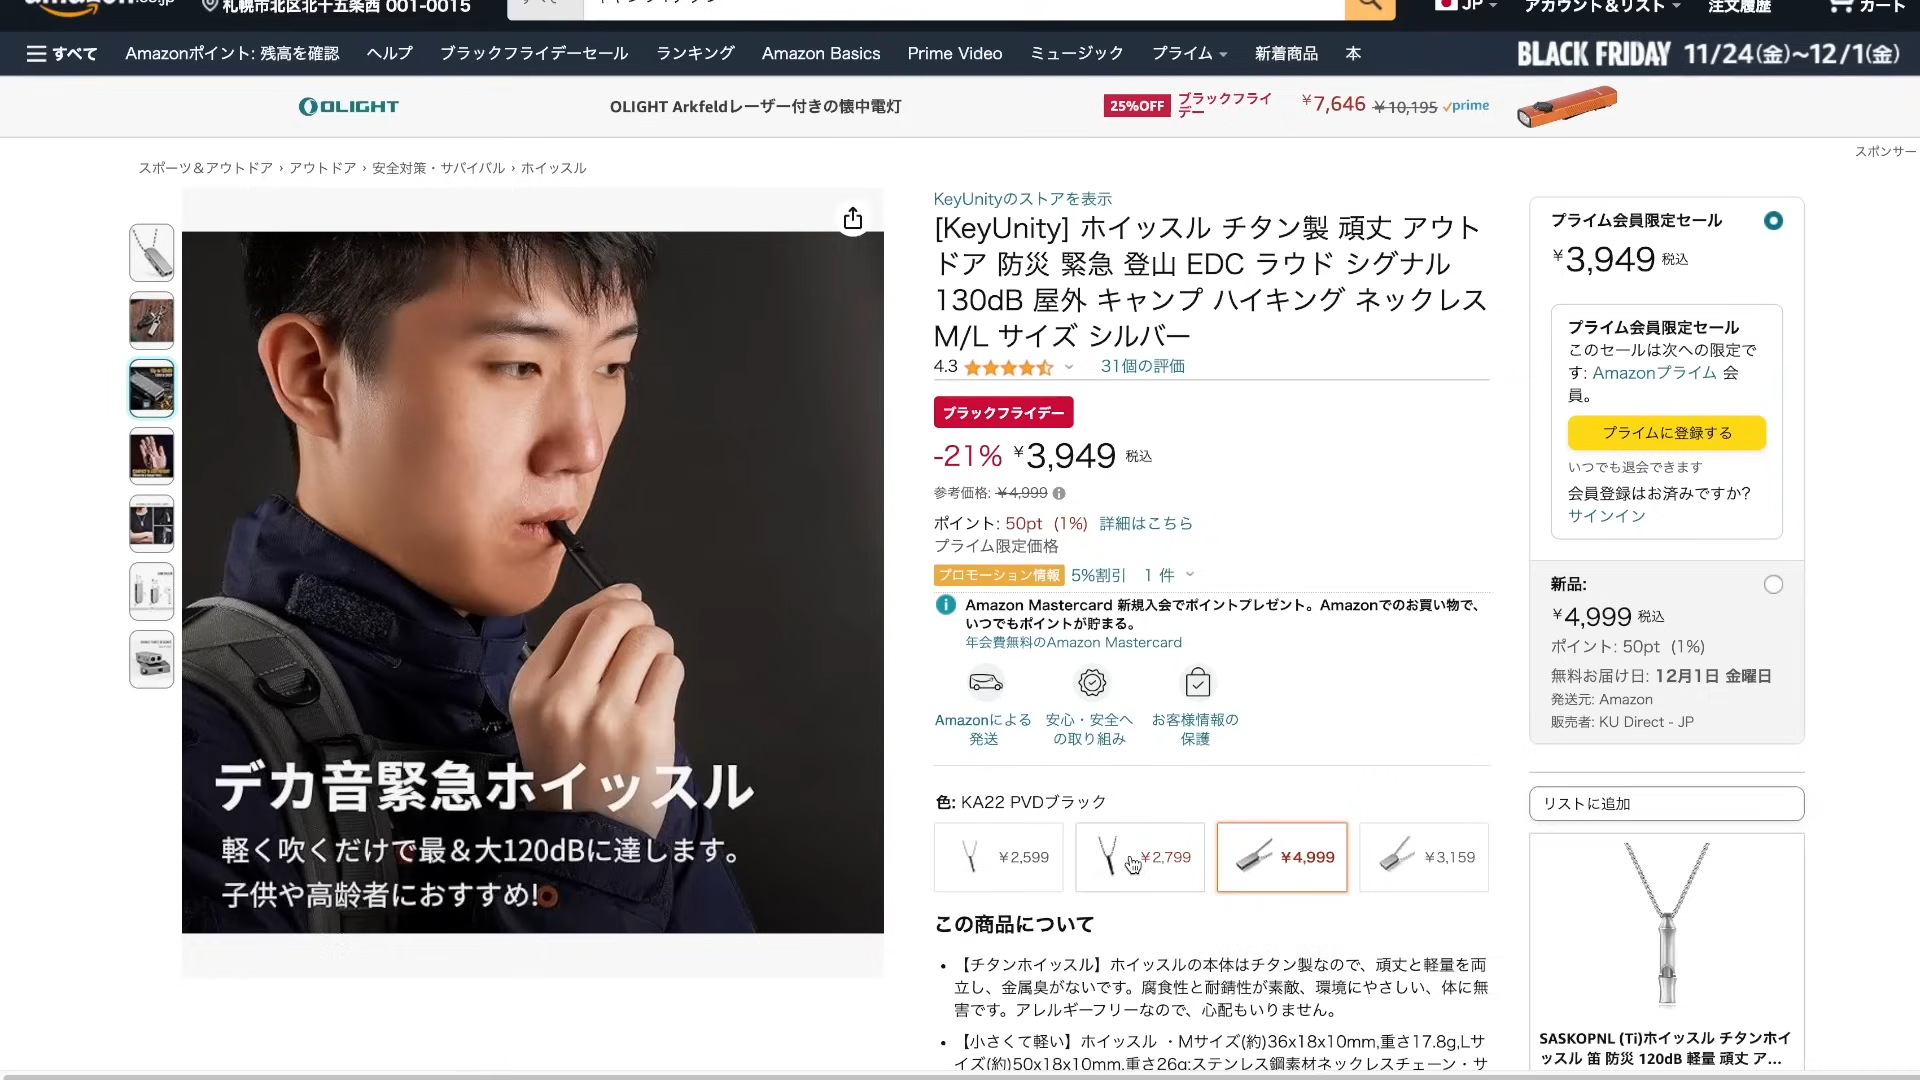 札幌市北区北十五条西 001-0015
JP
アカウント＆リスト
注文履歴
カート
すべて
Amazonポイント: 残高を確認
ヘルプ
ブラックフライデーセール
ランキング
Amazon Basics
Prime Video
ミュージック
プライム
新着商品
本
BLACK FRIDAY 11/24(金)～12/1(金)
OLIGHT
OLIGHT Arkfeldレーザー付きの懐中電灯
25%OFF
ブラックフライ
デー
¥7,646 ¥10,195 prime
スポンサー
スポーツ＆アウトドア › アウトドア › 安全対策・サバイバル › ホイッスル
デカ音緊急ホイッスル
軽く吹くだけで最＆大120dBに達します。
子供や高齢者におすすめ!
KeyUnityのストアを表示
[KeyUnity] ホイッスル チタン製 頑丈 アウト
ドア 防災 緊急 登山 EDC ラウド シグナル
130dB 屋外 キャンプ ハイキング ネックレス
M/L サイズ シルバー
4.3
31個の評価
ブラックフライデー
-21% ¥3,949 税込
参考価格: ¥4,999
ポイント: 50pt (1%) 詳細はこちら
プライム限定価格
プロモーション情報 5%割引 1 件
Amazon Mastercard 新規入会でポイントプレゼント。Amazonでのお買い物で、
いつでもポイントが貯まる。
年会費無料のAmazon Mastercard
Amazonによる
発送
安心・安全へ
の取り組み
お客様情報の
保護
色: KA22 PVDブラック
¥2,599
¥2,799
¥4,999
¥3,159
この商品について
• 【チタンホイッスル】ホイッスルの本体はチタン製なので、頑丈と軽量を両
立し、金属臭がないです。腐食性と耐錆性が素敵、環境にやさしい、体に無
害です。アレルギーフリーなので、心配もいりません。
• 【小さくて軽い】ホイッスル ・Mサイズ(約)36x18x10mm,重さ17.8g,Lサ
イズ(約)50x18x10mm,重さ26g;ステンレス鋼素材ネックレスチェーン・サ
プライム会員限定セール
¥3,949 税込
プライム会員限定セール
このセールは次への限定で
す: Amazonプライム 会
員。
プライムに登録する
いつでも退会できます
会員登録はお済みですか?
サインイン
新品:
¥4,999 税込
ポイント: 50pt (1%)
無料お届け日: 12月1日 金曜日
発送元: Amazon
販売者: KU Direct - JP
リストに追加
SASKOPNL (Ti)ホイッスル チタンホイ
ッスル 笛 防災 120dB 軽量 頑丈 ア...